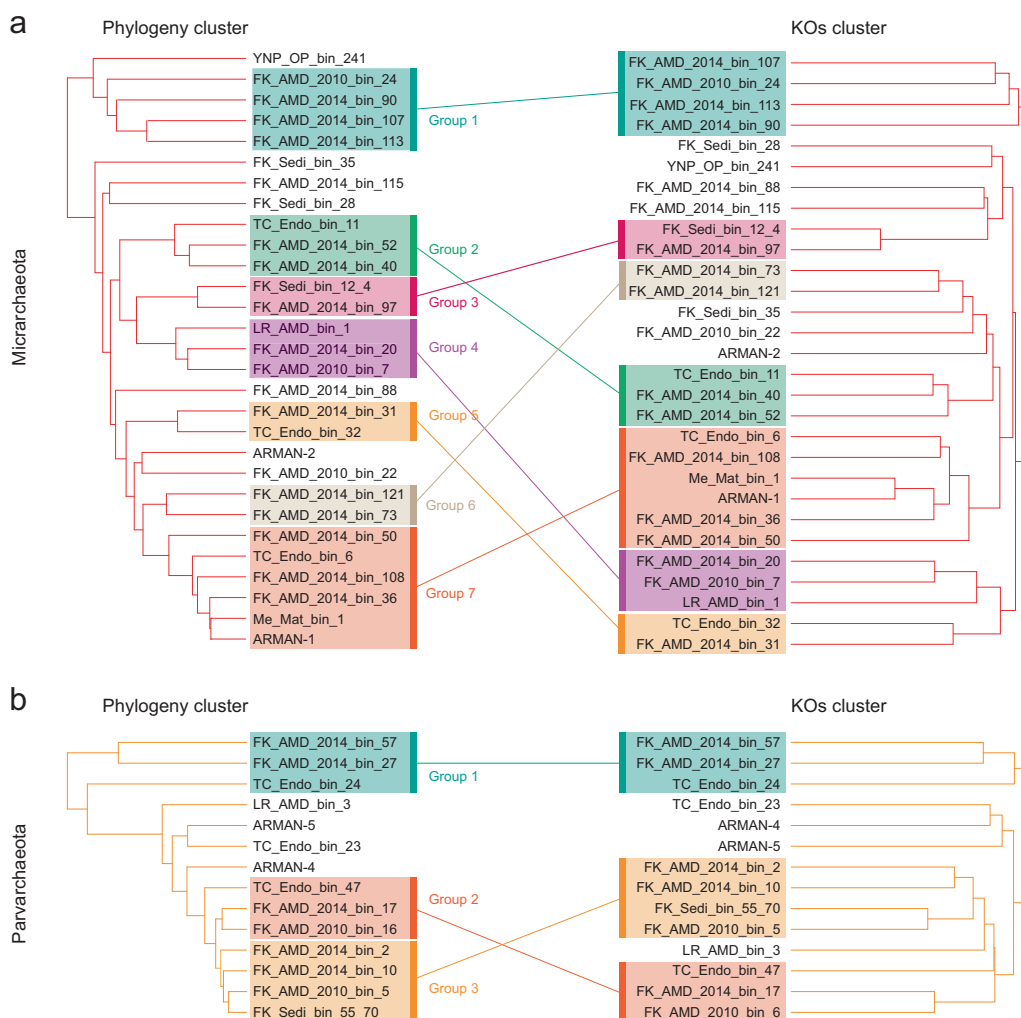 a
Phylogeny cluster
KOs cluster
Micrarchaeota
YNP_OP_bin_241
FK_AMD_2010_bin_24
FK_AMD_2014_bin_90
FK_AMD_2014_bin_107
FK_AMD_2014_bin_113
FK_Sedi_bin_35
FK_AMD_2014_bin_115
FK_Sedi_bin_28
TC_Endo_bin_11
FK_AMD_2014_bin_52
FK_AMD_2014_bin_40
FK_Sedi_bin_12_4
FK_AMD_2014_bin_97
LR_AMD_bin_1
FK_AMD_2014_bin_20
FK_AMD_2010_bin_7
FK_AMD_2014_bin_88
FK_AMD_2014_bin_31
TC_Endo_bin_32
ARMAN-2
FK_AMD_2010_bin_22
FK_AMD_2014_bin_121
FK_AMD_2014_bin_73
FK_AMD_2014_bin_50
TC_Endo_bin_6
FK_AMD_2014_bin_108
FK_AMD_2014_bin_36
Me_Mat_bin_1
ARMAN-1
Group 1
Group 2
Group 3
Group 4
Group 5
Group 6
Group 7
FK_AMD_2014_bin_107
FK_AMD_2010_bin_24
FK_AMD_2014_bin_113
FK_AMD_2014_bin_90
FK_Sedi_bin_28
YNP_OP_bin_241
FK_AMD_2014_bin_88
FK_AMD_2014_bin_115
FK_Sedi_bin_12_4
FK_AMD_2014_bin_97
FK_AMD_2014_bin_73
FK_AMD_2014_bin_121
FK_Sedi_bin_35
FK_AMD_2010_bin_22
ARMAN-2
TC_Endo_bin_11
FK_AMD_2014_bin_40
FK_AMD_2014_bin_52
TC_Endo_bin_6
FK_AMD_2014_bin_108
Me_Mat_bin_1
ARMAN-1
FK_AMD_2014_bin_36
FK_AMD_2014_bin_50
FK_AMD_2014_bin_20
FK_AMD_2010_bin_7
LR_AMD_bin_1
TC_Endo_bin_32
FK_AMD_2014_bin_31
b
Phylogeny cluster
KOs cluster
Parvarchaeota
FK_AMD_2014_bin_57
FK_AMD_2014_bin_27
TC_Endo_bin_24
LR_AMD_bin_3
ARMAN-5
TC_Endo_bin_23
ARMAN-4
TC_Endo_bin_47
FK_AMD_2014_bin_17
FK_AMD_2010_bin_16
FK_AMD_2014_bin_2
FK_AMD_2014_bin_10
FK_AMD_2010_bin_5
FK_Sedi_bin_55_70
Group 1
Group 2
Group 3
FK_AMD_2014_bin_57
FK_AMD_2014_bin_27
TC_Endo_bin_24
TC_Endo_bin_23
ARMAN-4
ARMAN-5
FK_AMD_2014_bin_2
FK_AMD_2014_bin_10
FK_Sedi_bin_55_70
FK_AMD_2010_bin_5
LR_AMD_bin_3
TC_Endo_bin_47
FK_AMD_2014_bin_17
FK_AMD_2010_bin_6